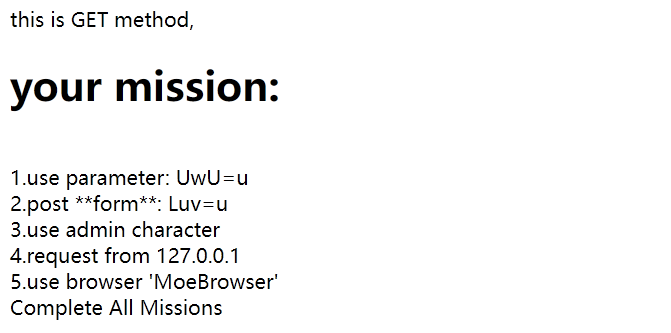 this is GET method,
your mission:
1.use parameter: UwU=u
2.post **form**: Luv=u
3.use admin character
4.request from 127.0.0.1
5.use browser 'MoeBrowser'
Complete All Missions